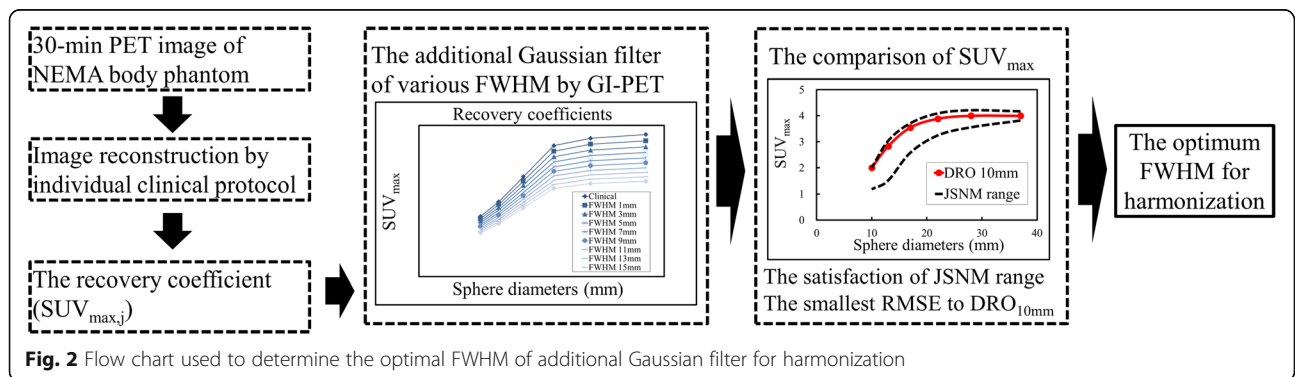 30-min PET image of
NEMA body phantom
Image reconstruction by
individual clinical protocol
The recovery coefficient
(SUVmax,j)
The additional Gaussian filter
of various FWHM by GI-PET
Recovery coefficients
SUVmax
Clinical
FWHM 1mm
FWHM 3mm
FWHM 5mm
FWHM 7mm
FWHM 9mm
FWHM 11mm
FWHM 13mm
FWHM 15mm
Sphere diameters (mm)
The comparison of SUVmax
5
4
3
2
1
0
SUVmax
DRO 10mm
JSNM range
0 10 20 30 40
Sphere diameters (mm)
The satisfaction of JSNM range
The smallest RMSE to DRO10mm
The optimum
FWHM for
harmonization
Fig. 2 Flow chart used to determine the optimal FWHM of additional Gaussian filter for harmonization